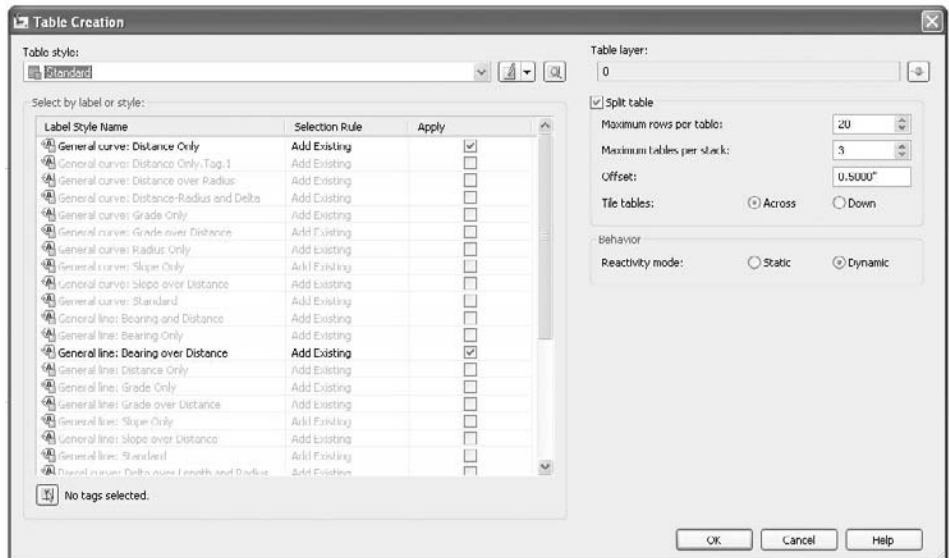 Table Creation
Table style:
Standard
Select by label or style:
Label Style Name Selection Rule Apply
General curve: Distance Only Add Existing
General curve: Distance Only-Tag.1 Add Existing
General curve: Distance over Radius Add Existing
General curve: Distance-Radius and Delta Add Existing
General curve: Grade Only Add Existing
General curve: Grade over Distance Add Existing
General curve: Radius Only Add Existing
General curve: Slope Only Add Existing
General curve: Slope over Distance Add Existing
General curve: Standard Add Existing
General line: Bearing and Distance Add Existing
General line: Bearing Only Add Existing
General line: Bearing over Distance Add Existing
General line: Distance Only Add Existing
General line: Grade Only Add Existing
General line: Grade over Distance Add Existing
General line: Slope Only Add Existing
General line: Slope over Distance Add Existing
General line: Standard Add Existing
Parcel curve: Delta over Length and Radius Add Existing
No tags selected.
Table layer:
0
Split table
Maximum rows per table: 20
Maximum tables per stack: 3
Offset: 0.5000"
Tile tables: Across Down
Behavior
Reactivity mode: Static Dynamic
OK Cancel Help